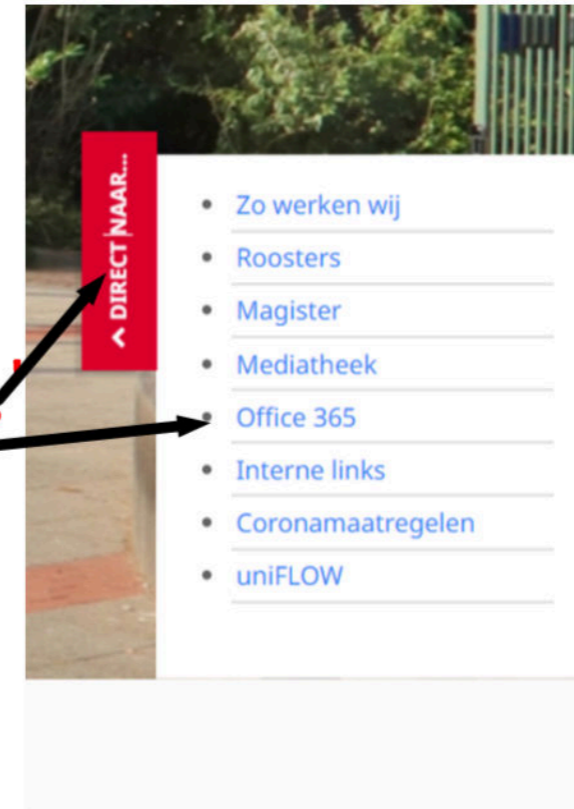 DIRECT NAAR...
Zo werken wij
Roosters
Magister
Mediatheek
Office 365
Interne links
Coronamaatregelen
uniFLOW